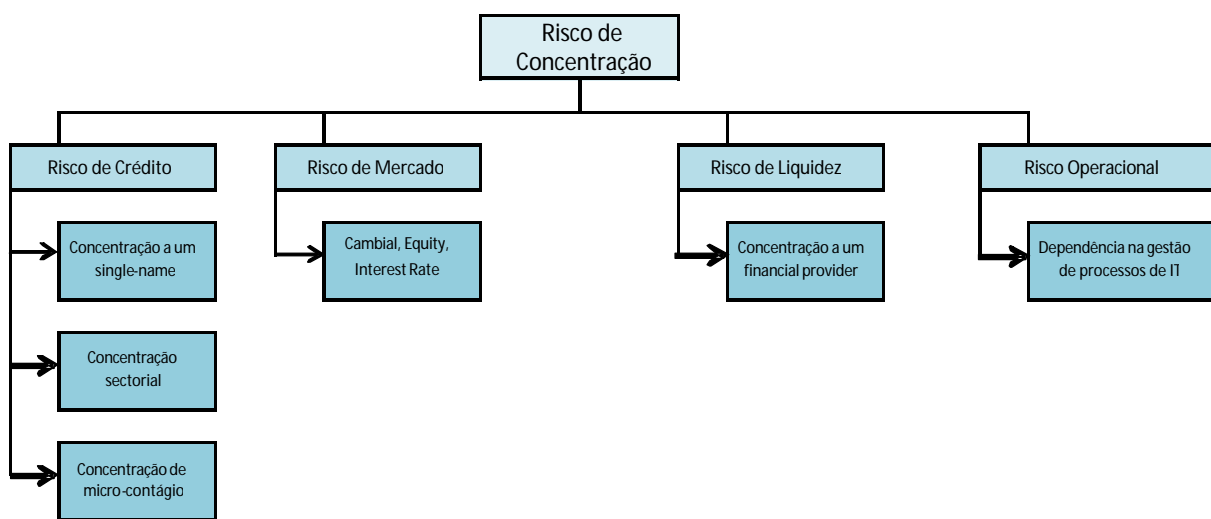 Risco de
Concentração
Risco de Crédito
Risco de Mercado
Risco de Liquidez
Risco Operacional
Concentração a um
single-name
Cambial, Equity,
Interest Rate
Concentração a um
financial provider
Dependência na gestão
de processos de IT
Concentração
sectorial
Concentração de
micro-contágio